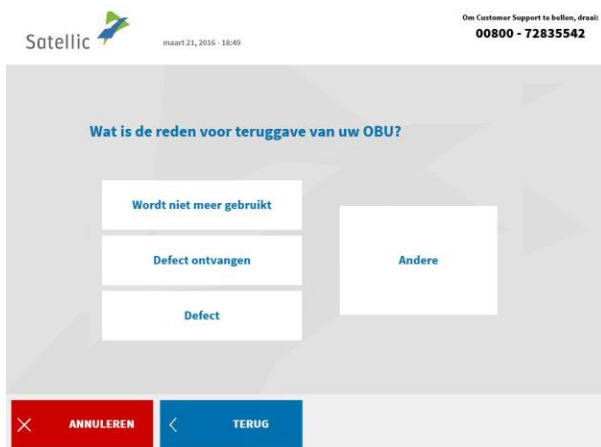 Satellic
maart 21, 2016 - 18:49
Om Customer Support te bellen, draai:
00800 - 72835542
Wat is de reden voor teruggave van uw OBU?
Wordt niet meer gebruikt
Defect ontvangen
Defect
Andere
ANNULEREN
TERUG